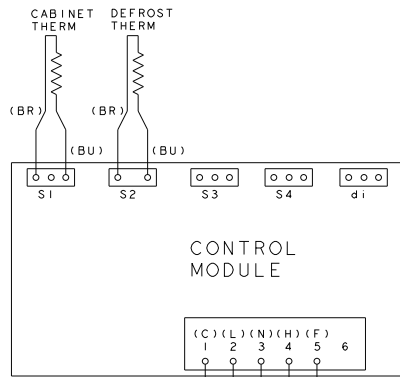 CABINET THERM
DEFROST THERM
(BR)
(BU)
(BR)
(BU)
S1
S2
S3
S4
di
CONTROL
MODULE
(C) (L) (N) (H) (F)
1 2 3 4 5 6